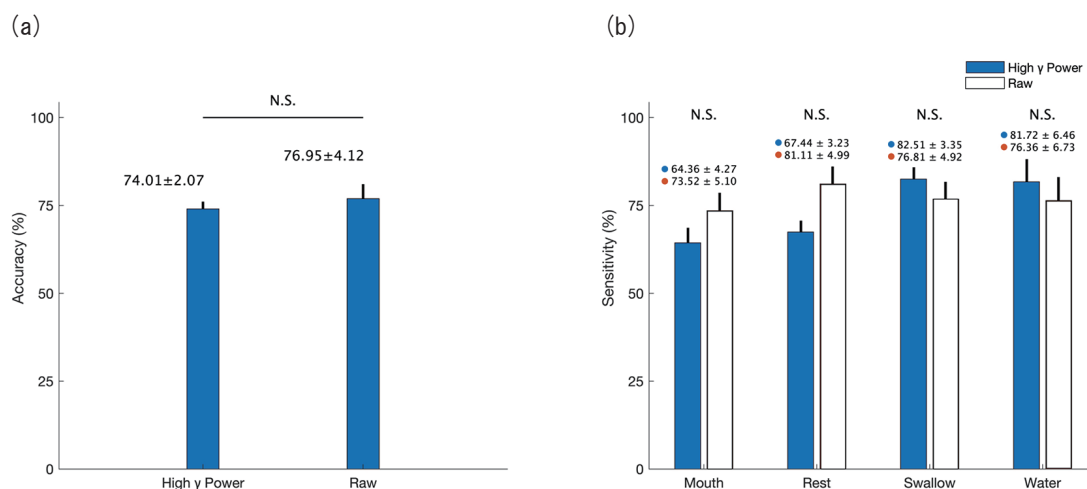 (a)
N.S.
76.95±4.12
74.01±2.07
Accuracy (%)
100
75
50
25
0
High γ Power
Raw
(b)
High γ Power
Raw
N.S.
N.S.
N.S.
N.S.
64.36 ± 4.27
73.52 ± 5.10
67.44 ± 3.23
81.11 ± 4.99
82.51 ± 3.35
76.81 ± 4.92
81.72 ± 6.46
76.36 ± 6.73
Sensitivity (%)
100
75
50
25
0
Mouth
Rest
Swallow
Water